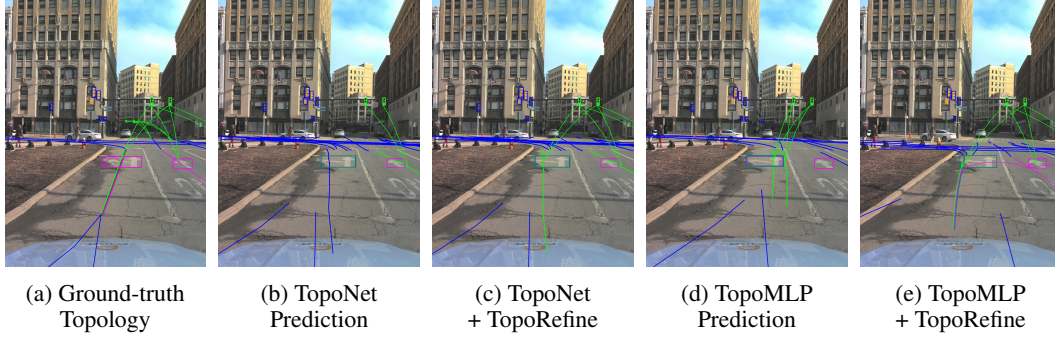 (a) Ground-truth
Topology
(b) TopoNet
Prediction
(c) TopoNet
+ TopoRefine
(d) TopoMLP
Prediction
(e) TopoMLP
+ TopoRefine